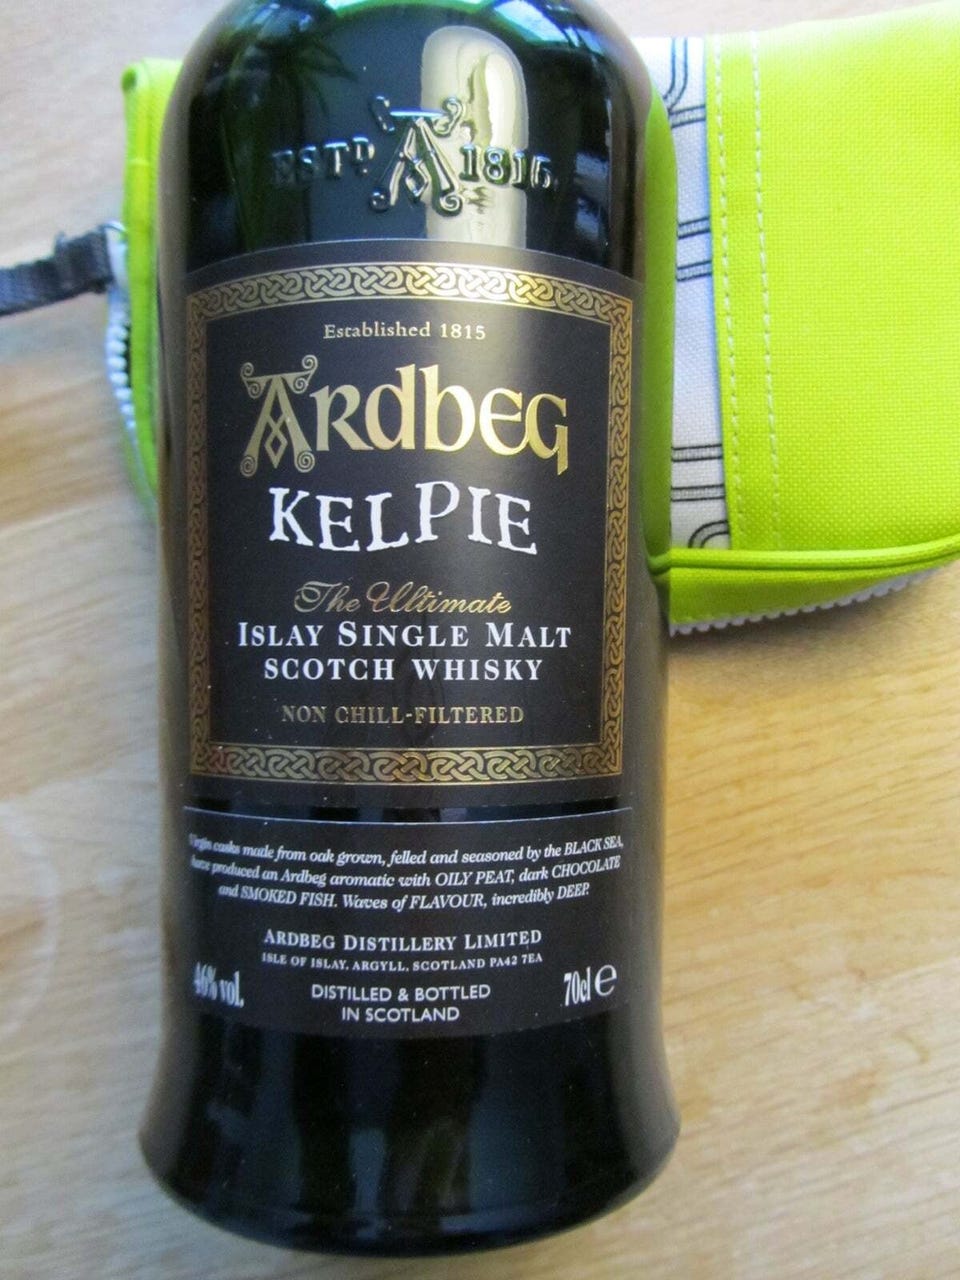 ESTD A 1815
Established 1815
ARDBEG
KELPIE
The Ultimate
ISLAY SINGLE MALT
SCOTCH WHISKY
NON CHILL-FILTERED
Virgin casks made from oak grown, felled and seasoned by the BLACK SEA,
have produced an Ardbeg aromatic with OILY PEAT, dark CHOCOLATE
and SMOKED FISH. Waves of FLAVOUR, incredibly DEEP.
ARDBEG DISTILLERY LIMITED
ISLE OF ISLAY, ARGYLL, SCOTLAND PA42 7EA
46% vol. DISTILLED & BOTTLED 70cl e
IN SCOTLAND